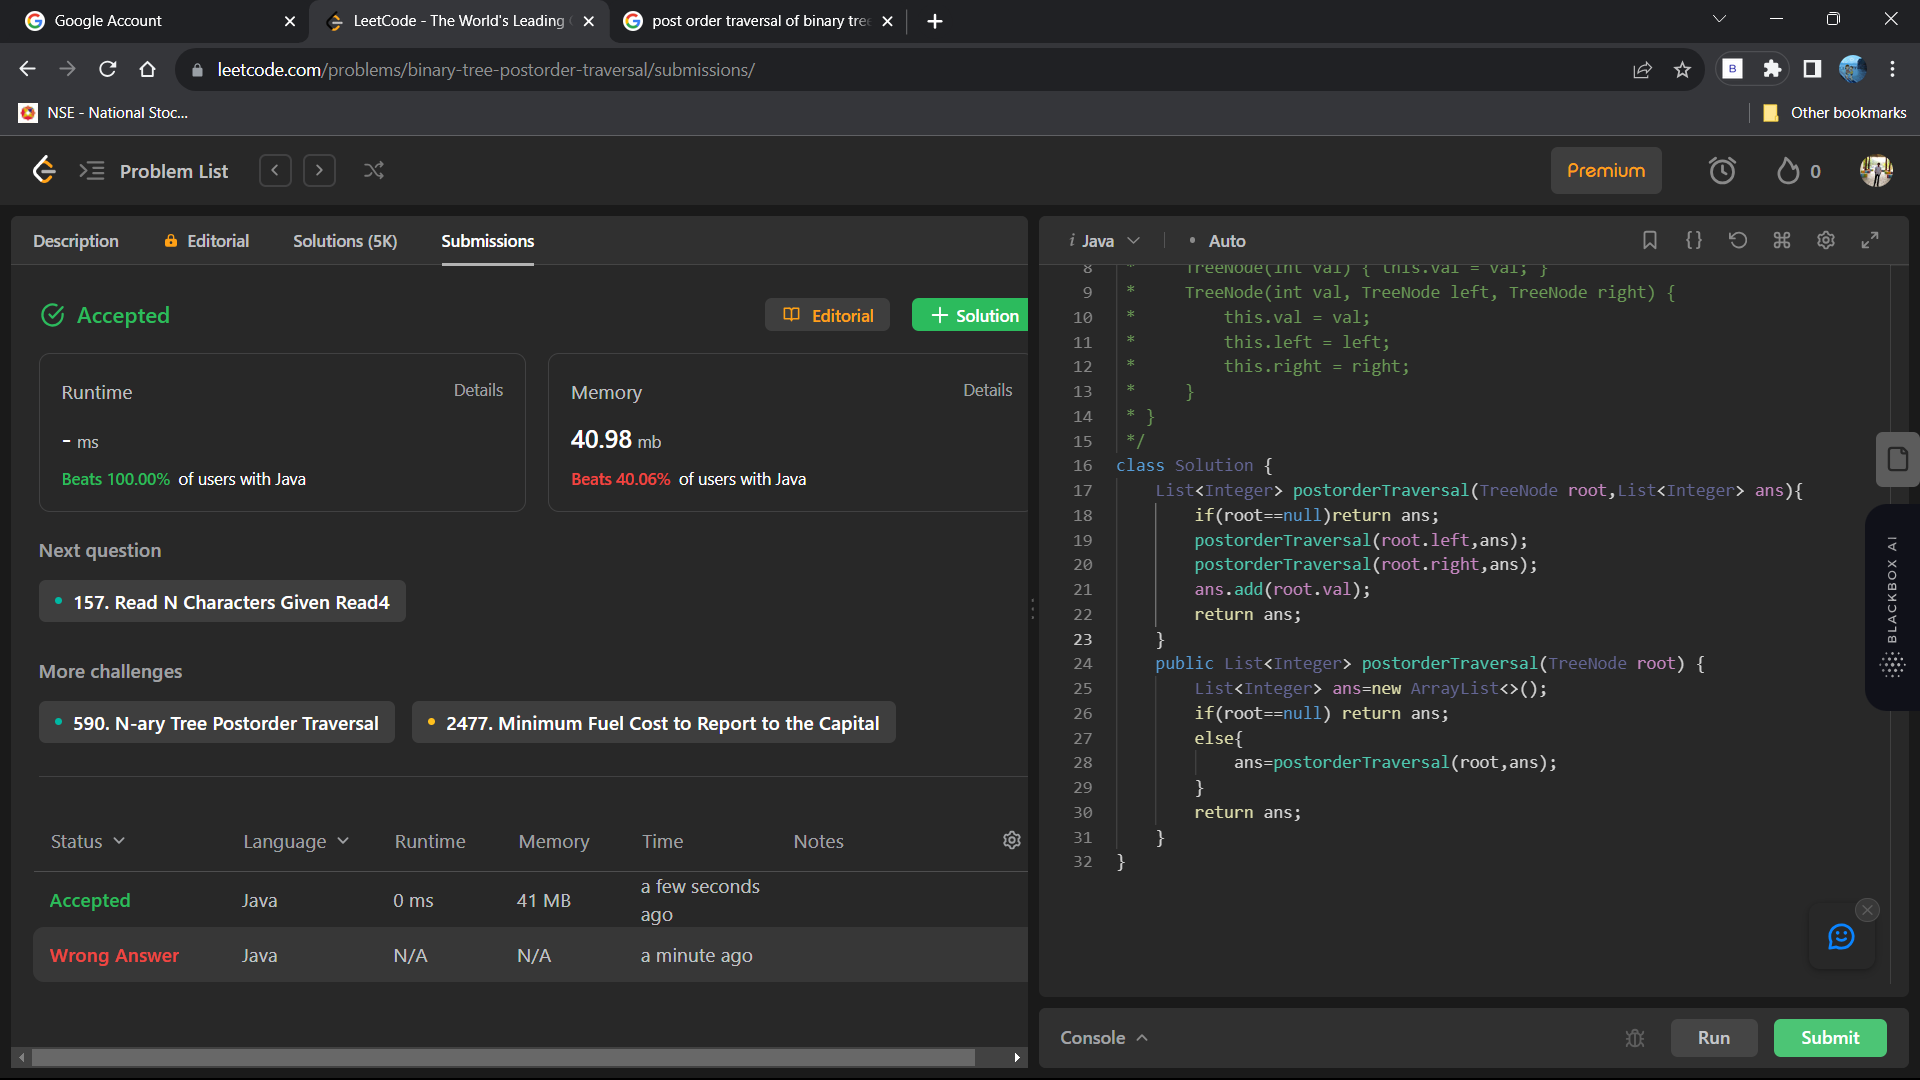 Google Account
LeetCode - The World's Leading
post order traversal of binary tre
leetcode.com/problems/binary-tree-postorder-traversal/submissions/
B
NSE - National Stoc...
Other bookmarks
Problem List
Premium
0
Description
Editorial
Solutions (5K)
Submissions
Accepted
Editorial
Solution
Runtime
Details
- ms
Beats 100.00% of users with Java
Memory
Details
40.98 mb
Beats 40.06% of users with Java
Next question
157. Read N Characters Given Read4
More challenges
590. N-ary Tree Postorder Traversal
2477. Minimum Fuel Cost to Report to the Capital
Status Language Runtime Memory Time Notes
Accepted Java 0 ms 41 MB a few seconds ago
Wrong Answer Java N/A N/A a minute ago
i Java
• Auto
8 * TreeNode(int val) { this.val = val; }
9 * TreeNode(int val, TreeNode left, TreeNode right) {
10 * this.val = val;
11 * this.left = left;
12 * this.right = right;
13 * }
14 * }
15 */
16 class Solution {
17 List<Integer> postorderTraversal(TreeNode root,List<Integer> ans){
18 if(root==null)return ans;
19 postorderTraversal(root.left,ans);
20 postorderTraversal(root.right,ans);
21 ans.add(root.val);
22 return ans;
23 }
24 public List<Integer> postorderTraversal(TreeNode root) {
25 List<Integer> ans=new ArrayList<>();
26 if(root==null) return ans;
27 else{
28 ans=postorderTraversal(root,ans);
29 }
30 return ans;
31 }
32 }
BLACKBOX AI
Console
Run
Submit